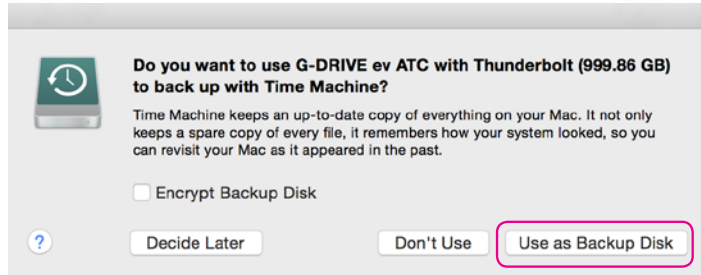 Do you want to use G-DRIVE ev ATC with Thunderbolt (999.86 GB)
to back up with Time Machine?
Time Machine keeps an up-to-date copy of everything on your Mac. It not only
keeps a spare copy of every file, it remembers how your system looked, so you
can revisit your Mac as it appeared in the past.
Encrypt Backup Disk
? Decide Later Don't Use Use as Backup Disk